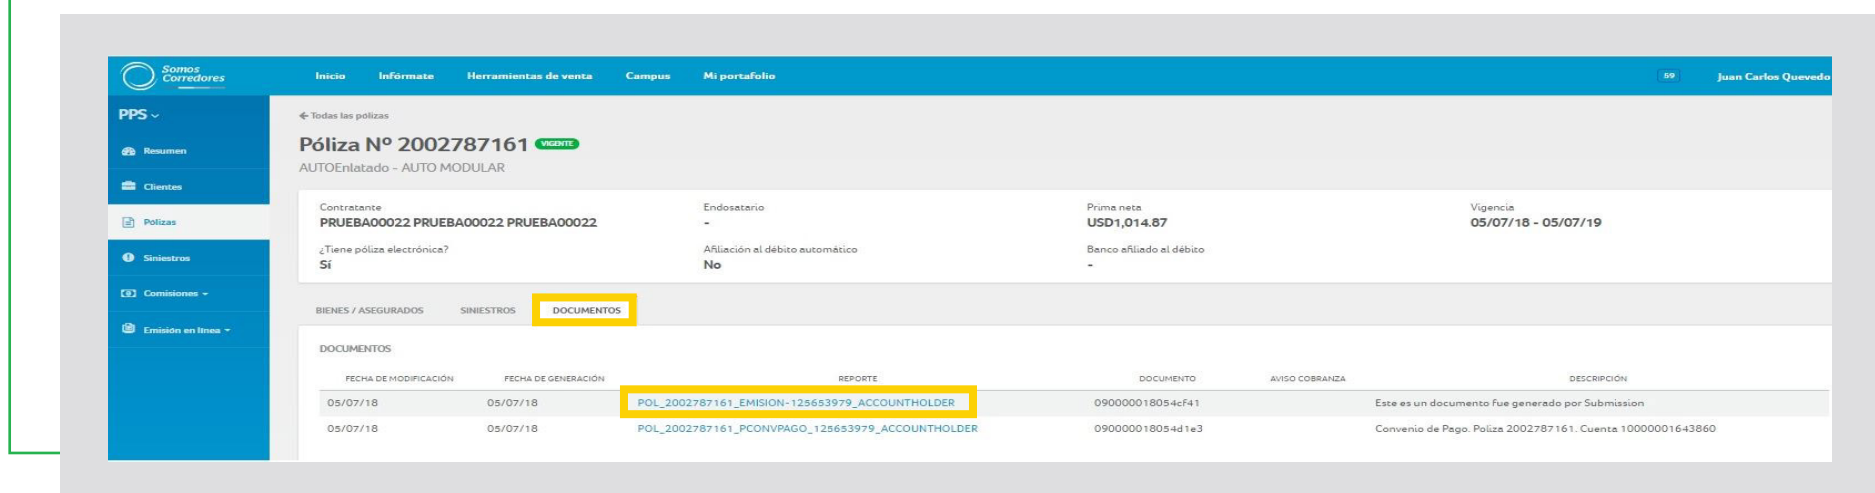 Somos
Corredores
Inicio Infórmate Herramientas de venta Campus Mi portafolio 59 Juan Carlos Quevedo
PPS
Resumen
Clientes
Polizas
Siniestros
Comisiones
Emisión en línea
Todas las pólizas
Póliza Nº 2002787161 VIGENTE
AUTOEnlatado - AUTO MODULAR
Contratante Endosatario Prima neta Vigencia
PRUEBA00022 PRUEBA00022 PRUEBA00022 - USD1,014.87 05/07/18 - 05/07/19
¿Tiene póliza electrónica? Afiliación al débito automático Banco afiliado al débito
Sí No -
BIENES / ASEGURADOS SINIESTROS DOCUMENTOS
DOCUMENTOS
FECHA DE MODIFICACIÓN FECHA DE GENERACIÓN REPORTE DOCUMENTO AVISO COBRANZA DESCRIPCIÓN
05/07/18 05/07/18 POL_2002787161_EMISION-125653979_ACCOUNTHOLDER 090000018054cf41 Este es un documento fue generado por Submission
05/07/18 05/07/18 POL_2002787161_PCONVPAGO_125653979_ACCOUNTHOLDER 090000018054d1e3 Convenio de Pago. Poliza 2002787161. Cuenta 10000001643860